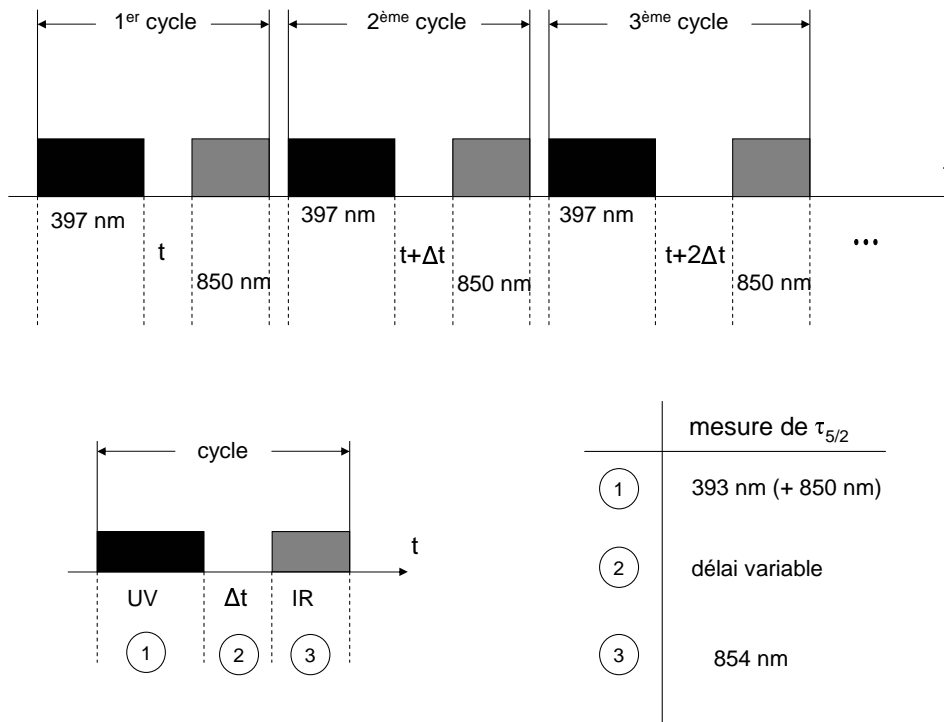 1er cycle 2ème cycle 3ème cycle
397 nm 397 nm 397 nm
t t+Δt t+2Δt ...
850 nm 850 nm 850 nm
mesure de τ5/2
cycle
1 393 nm (+ 850 nm)
t
2 délai variable
UV Δt IR
1 2 3
3 854 nm